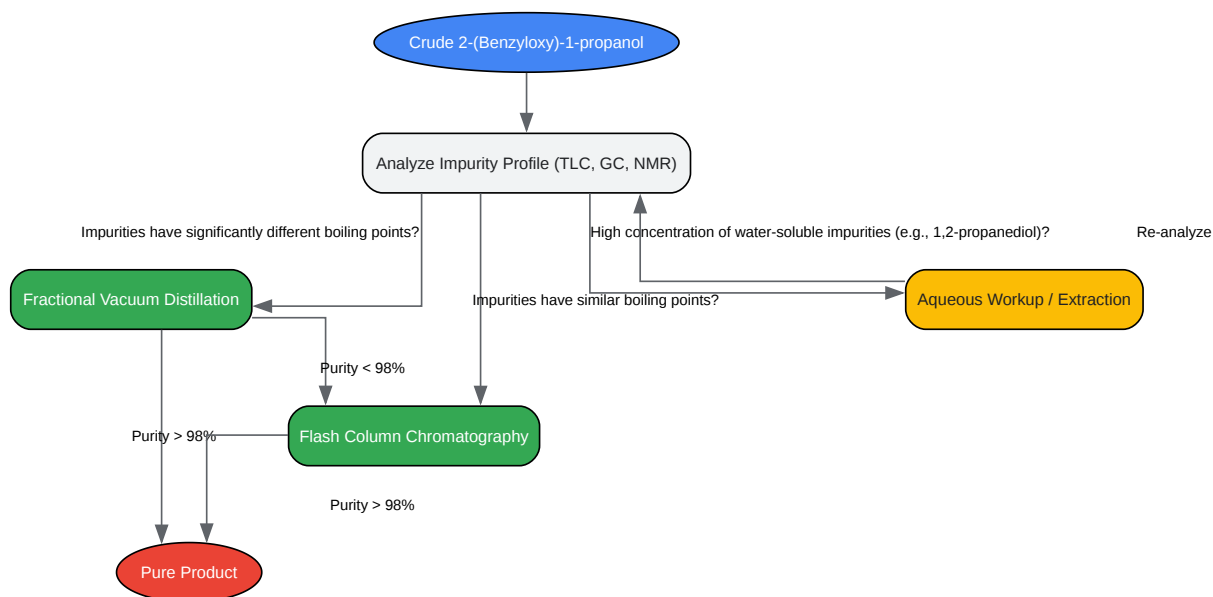 Crude 2-(Benzyloxy)-1-propanol
Analyze Impurity Profile (TLC, GC, NMR)
Impurities have significantly different boiling points?
High concentration of water-soluble impurities (e.g., 1,2-propanediol)?
Re-analyze
Fractional Vacuum Distillation
Impurities have similar boiling points?
Aqueous Workup / Extraction
Purity < 98%
Purity > 98%
Flash Column Chromatography
Purity > 98%
Pure Product